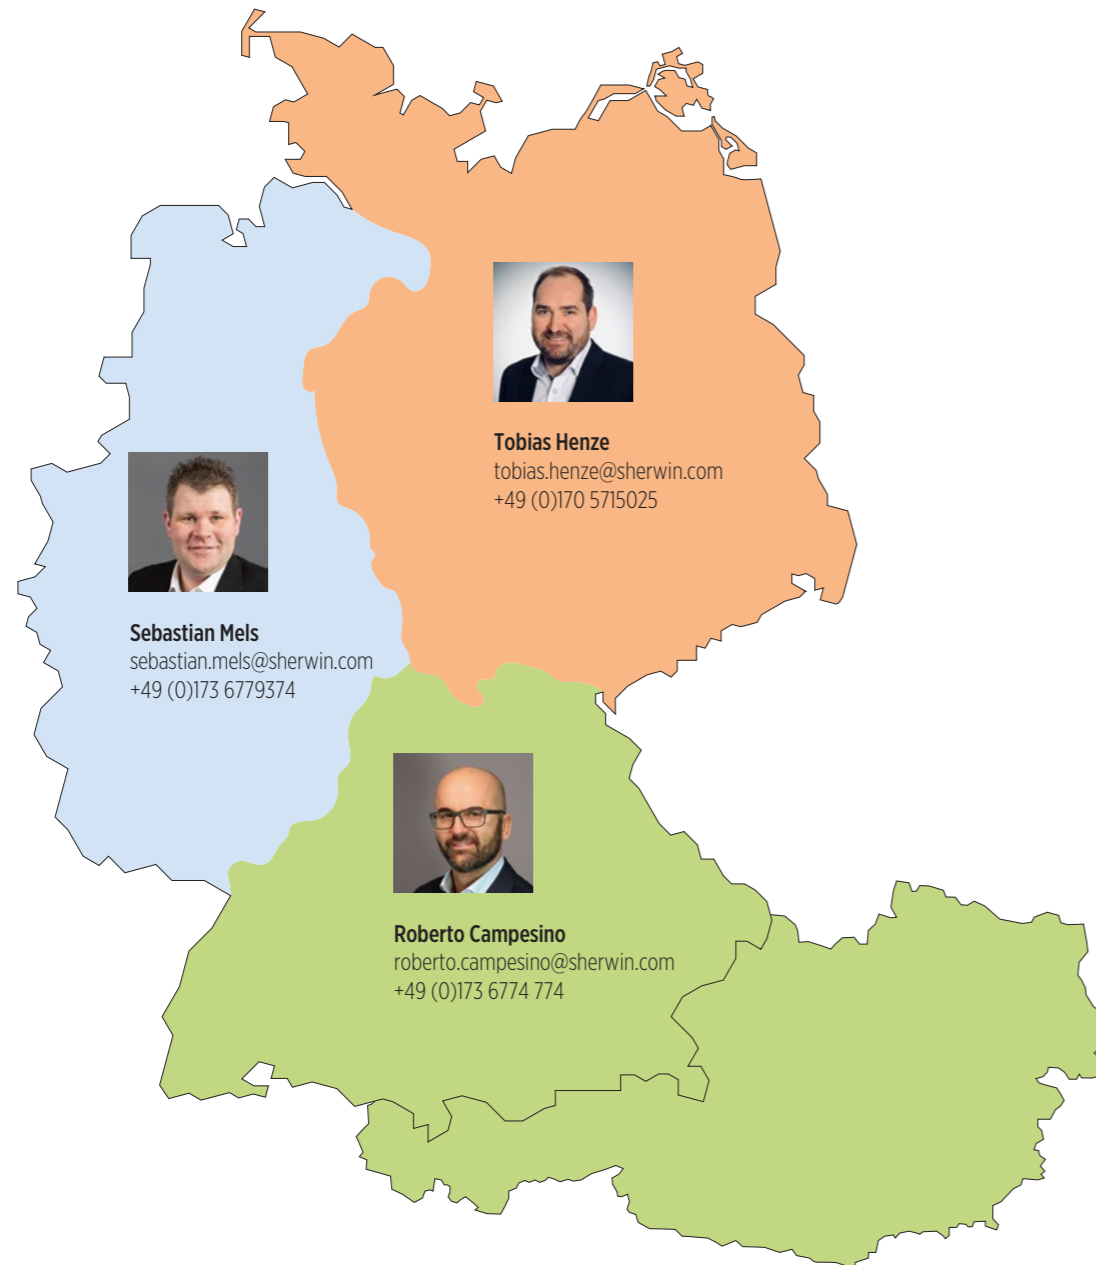 Tobias Henze
tobias.henze@sherwin.com
+49 (0)170 5715025
Sebastian Mels
sebastian.mels@sherwin.com
+49 (0)173 6779374
Roberto Campesino
roberto.campesino@sherwin.com
+49 (0)173 6774 774